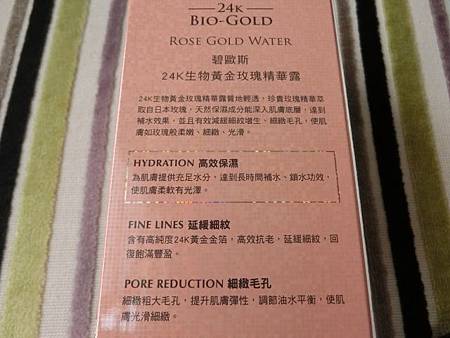 24K
BIO-GOLD
ROSE GOLD WATER
碧歐斯
24K生物黃金玫瑰精華露
24K生物黃金玫瑰精華露質地輕透，珍貴玫瑰精華萃
取自日本玫瑰，天然保濕成分能深入肌膚底層，達到
補水效果，並且有效減緩細紋增生、細緻毛孔，使肌
膚如玫瑰般柔嫩、細緻、光滑。
HYDRATION 高效保濕
為肌膚提供充足水分，達到長時間補水、鎖水功效，
使肌膚柔軟有光澤。
FINE LINES 延緩細紋
含有高純度24K黃金金箔，高效抗老，延緩細紋，回
復飽滿豐盈。
PORE REDUCTION 細緻毛孔
細緻粗大毛孔，提升肌膚彈性，調節油水平衡，使肌
膚光滑細緻。